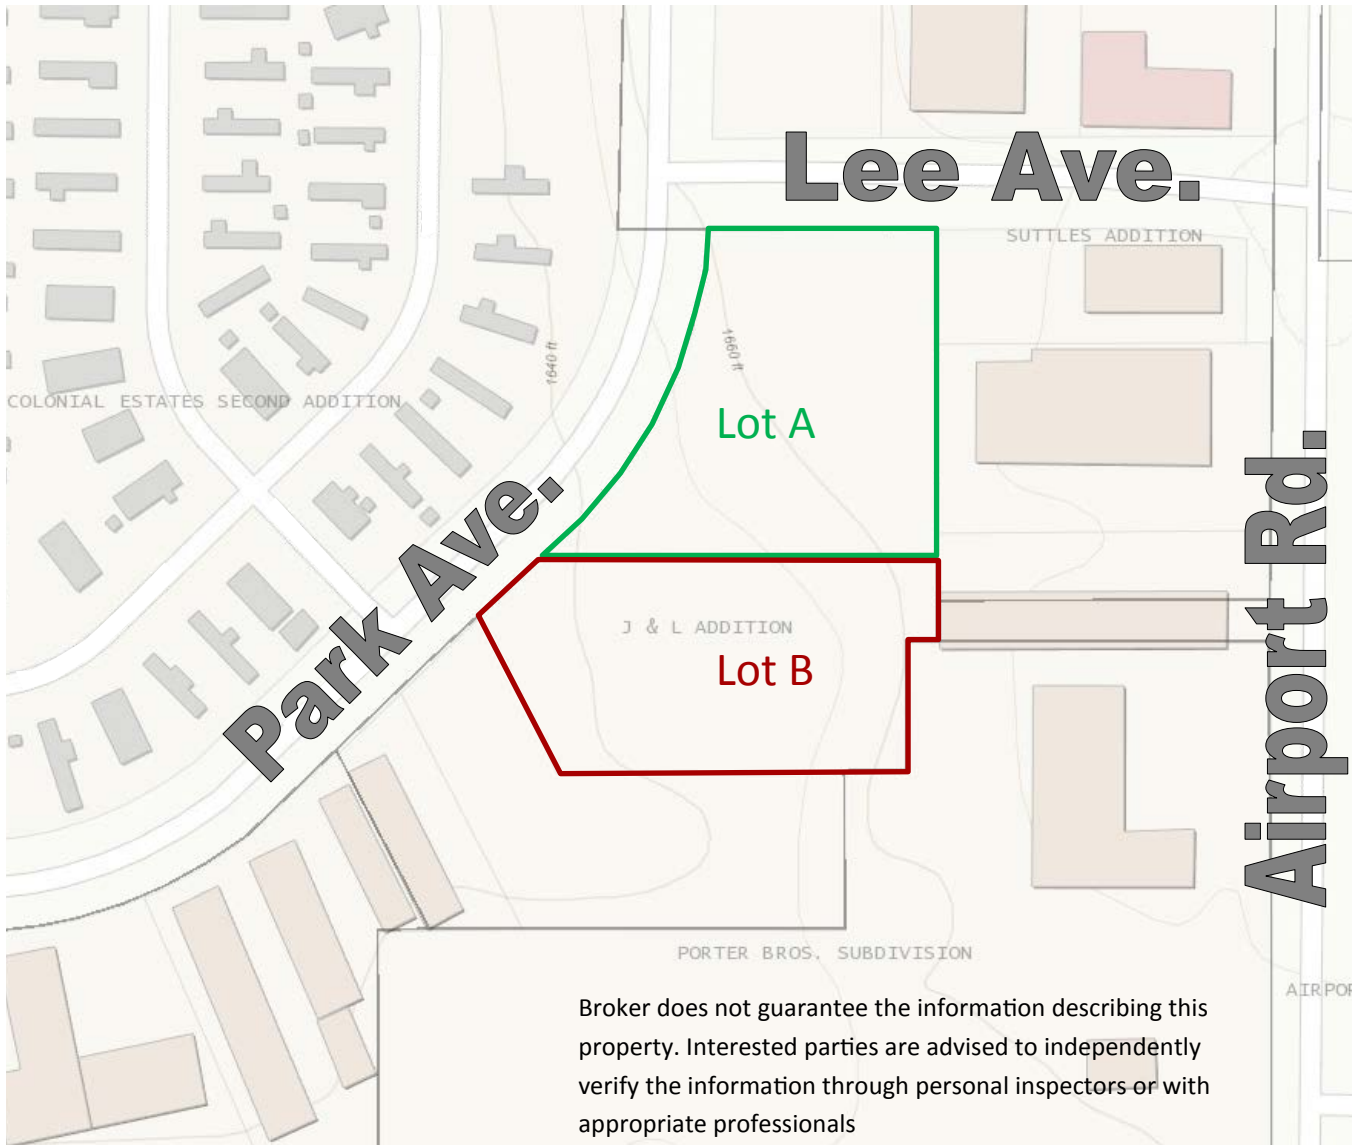 Lee Ave.
SUTTLES ADDITION
1640 ft
1660 ft
COLONIAL ESTATES SECOND ADDITION
Lot A
Park Ave.
Airport Rd.
J & L ADDITION
Lot B
PORTER BROS. SUBDIVISION
AIRPOR
Broker does not guarantee the information describing this
property. Interested parties are advised to independently
verify the information through personal inspectors or with
appropriate professionals